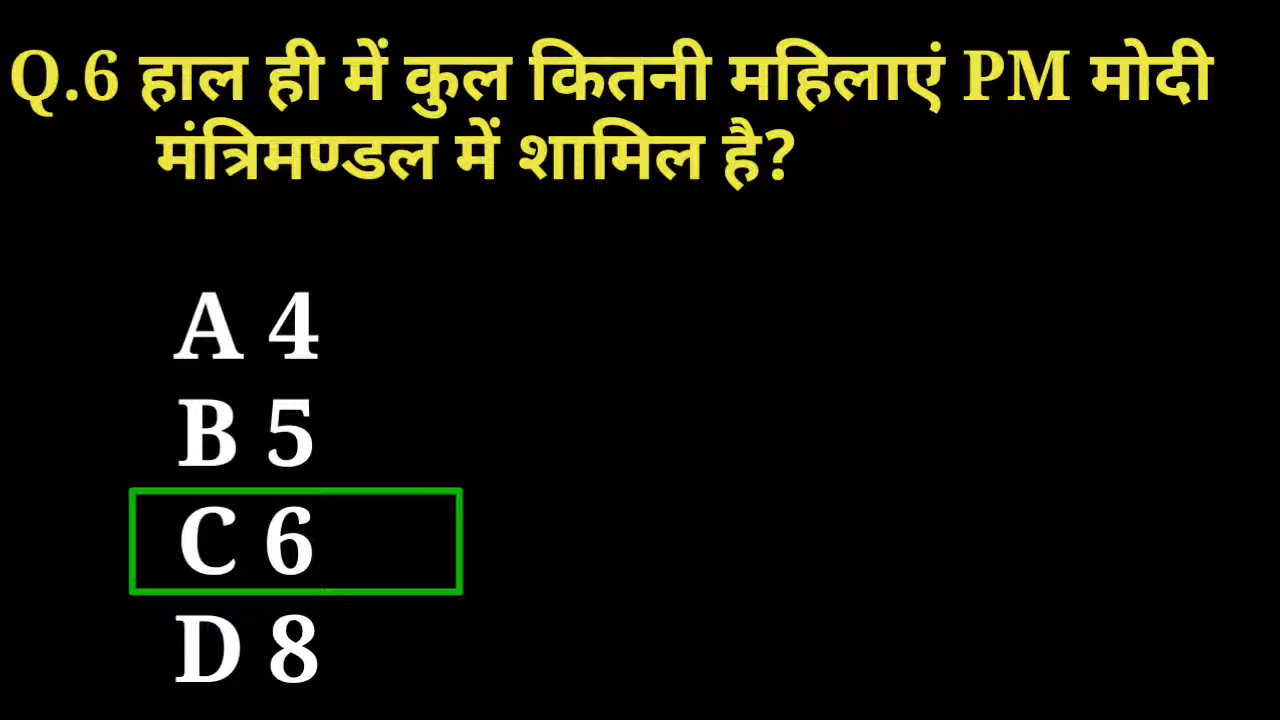 Q.6 हाल ही में कुल कितनी महिलाएं PM मोदी
मंत्रिमण्डल में शामिल है?
A 4
B 5
C 6
D 8